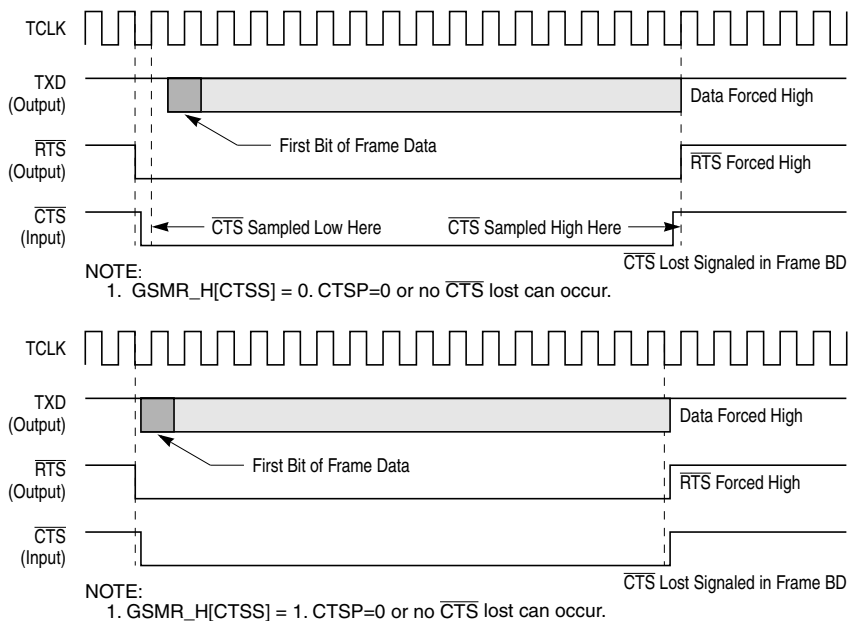 TCLK
TXD
(Output)
Data Forced High
First Bit of Frame Data
RTS
(Output)
RTS Forced High
CTS
(Input)
CTS Sampled Low Here
CTS Sampled High Here
CTS Lost Signaled in Frame BD
NOTE:
1. GSMR_H[CTSS] = 0. CTSP=0 or no CTS lost can occur.
TCLK
TXD
(Output)
Data Forced High
First Bit of Frame Data
RTS
(Output)
RTS Forced High
CTS
(Input)
CTS Lost Signaled in Frame BD
NOTE:
1. GSMR_H[CTSS] = 1. CTSP=0 or no CTS lost can occur.